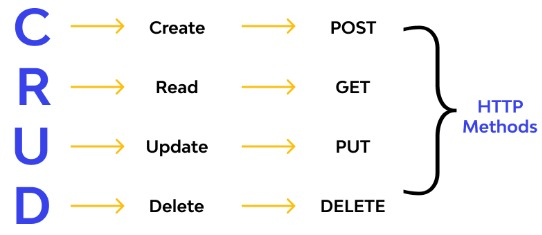 C Create POST
R Read GET
U Update PUT
D Delete DELETE
HTTP
Methods